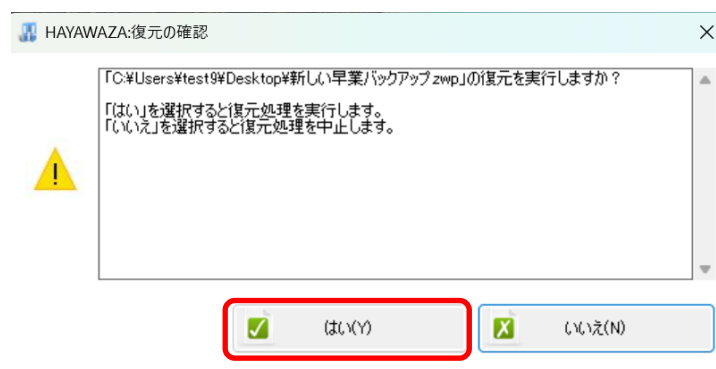 HAYAWAZA:復元の確認
「C:¥Users¥test9¥Desktop¥新しい早業バックアップ.zwp」の復元を実行しますか？
「はい」を選択すると復元処理を実行します。
「いいえ」を選択すると復元処理を中止します。
はい(Y)
いいえ(N)